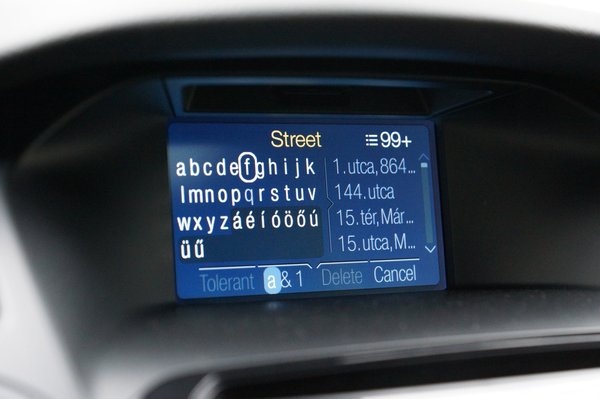 Street
99+
abcdefghijk
lmnopqrstuv
wxyzáéíóöőú
üű
1. utca, 864...
144. utca
15. tér, Már...
15. utca, M...
Tolerant a & 1 Delete Cancel